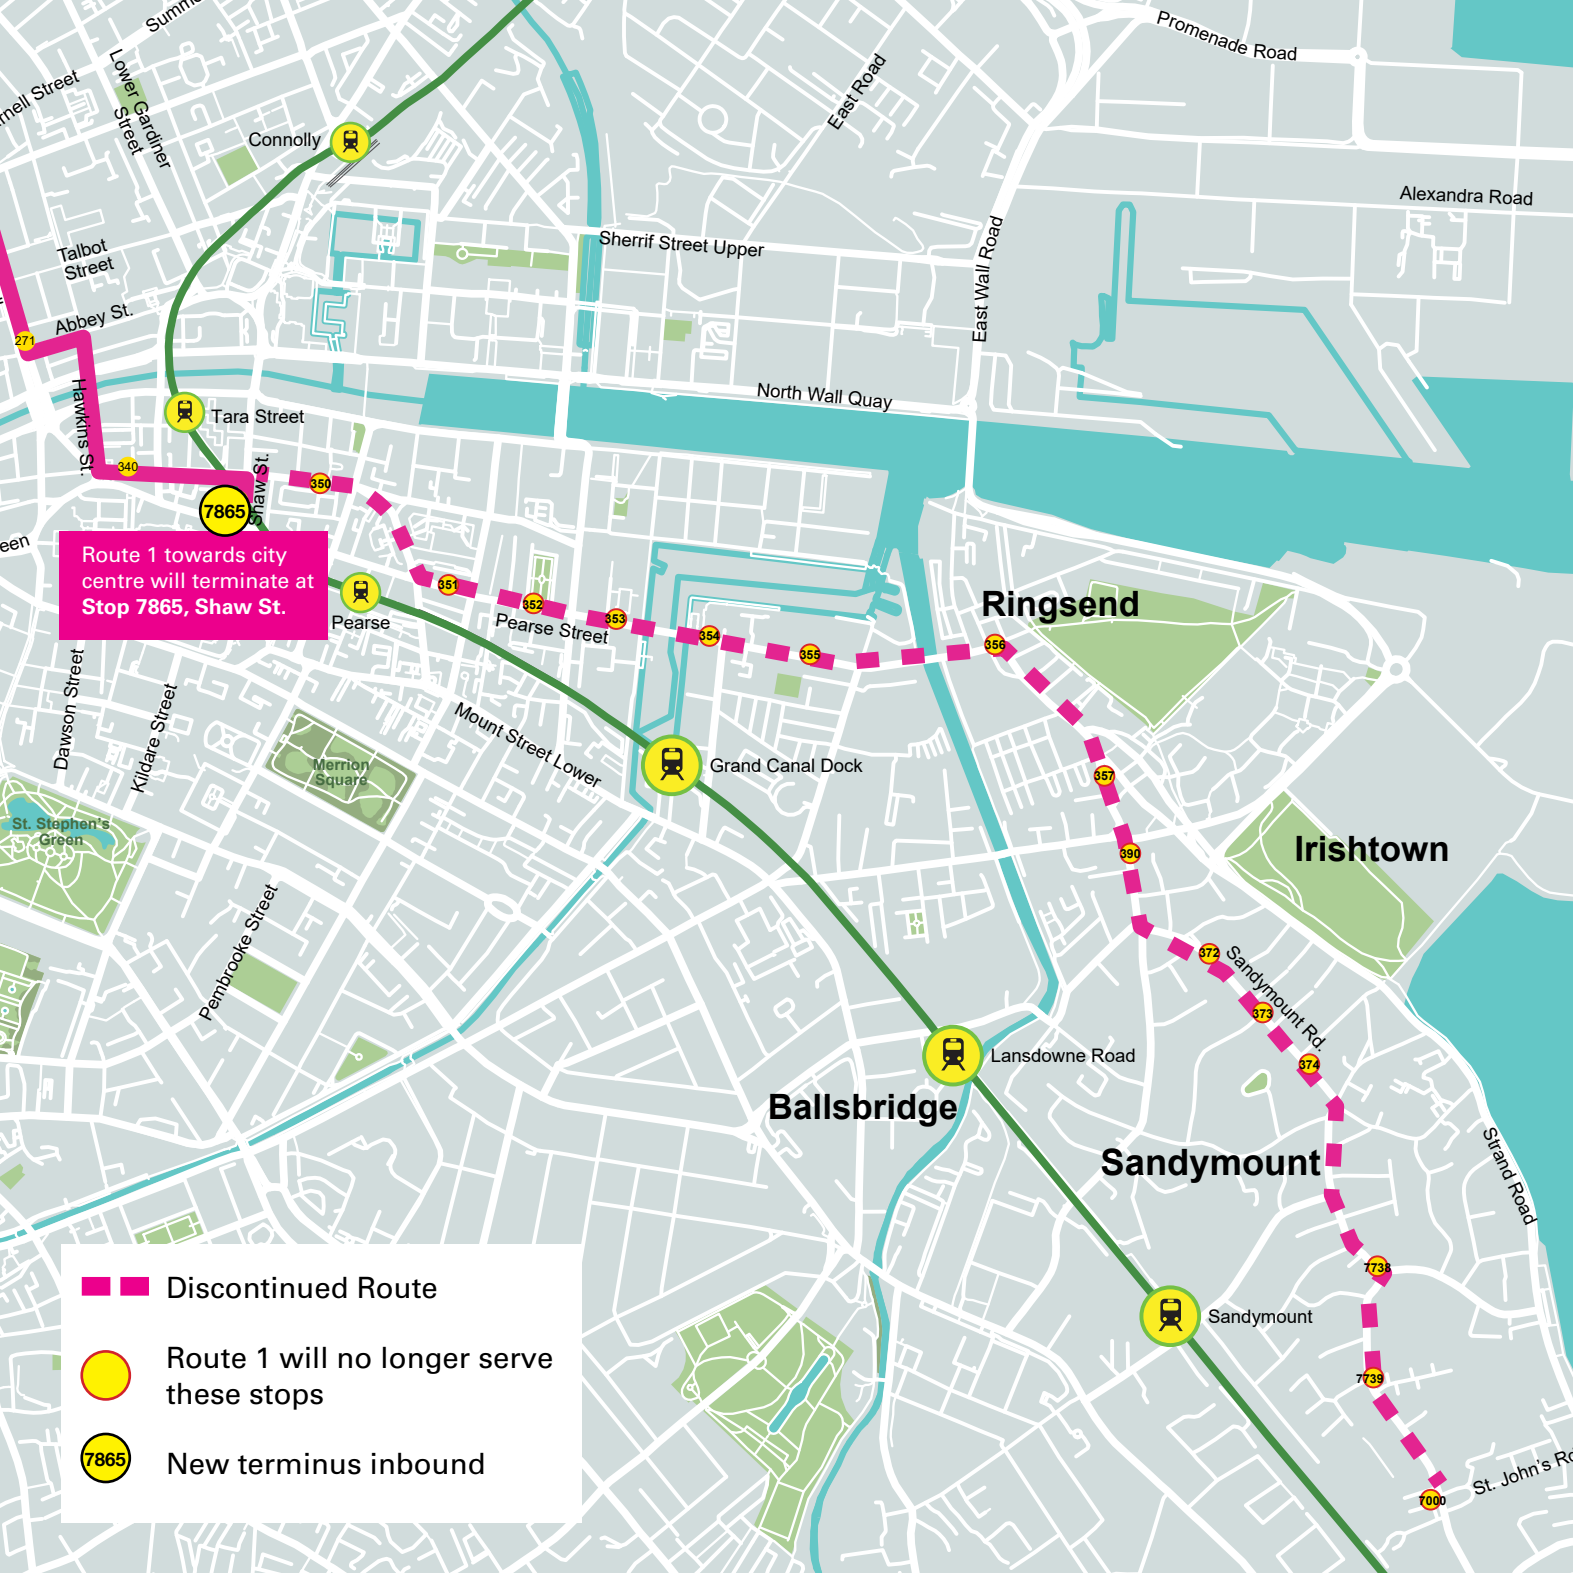 Promenade Road
Lower Gardiner
Street
East Road
Connolly
Alexandra Road
Sherrif Street Upper
East Wall Road
Talbot
Street
Abbey St.
271
North Wall Quay
Hawkins St.
Tara Street
340
Shaw St.
350
7865
Route 1 towards city
centre will terminate at
Stop 7865, Shaw St.
351
352
353
354
355
356
Pearse
Pearse Street
Ringsend
Dawson Street
Kildare Street
Mount Street Lower
Merrion
Square
Grand Canal Dock
357
St. Stephen's
Green
390
Irishtown
Pembrooke Street
372
Sandymount Rd.
373
374
Lansdowne Road
Ballsbridge
Sandymount
Strand Road
7738
Sandymount
7739
St. John's Rd
7000
Discontinued Route
Route 1 will no longer serve
these stops
7865
New terminus inbound